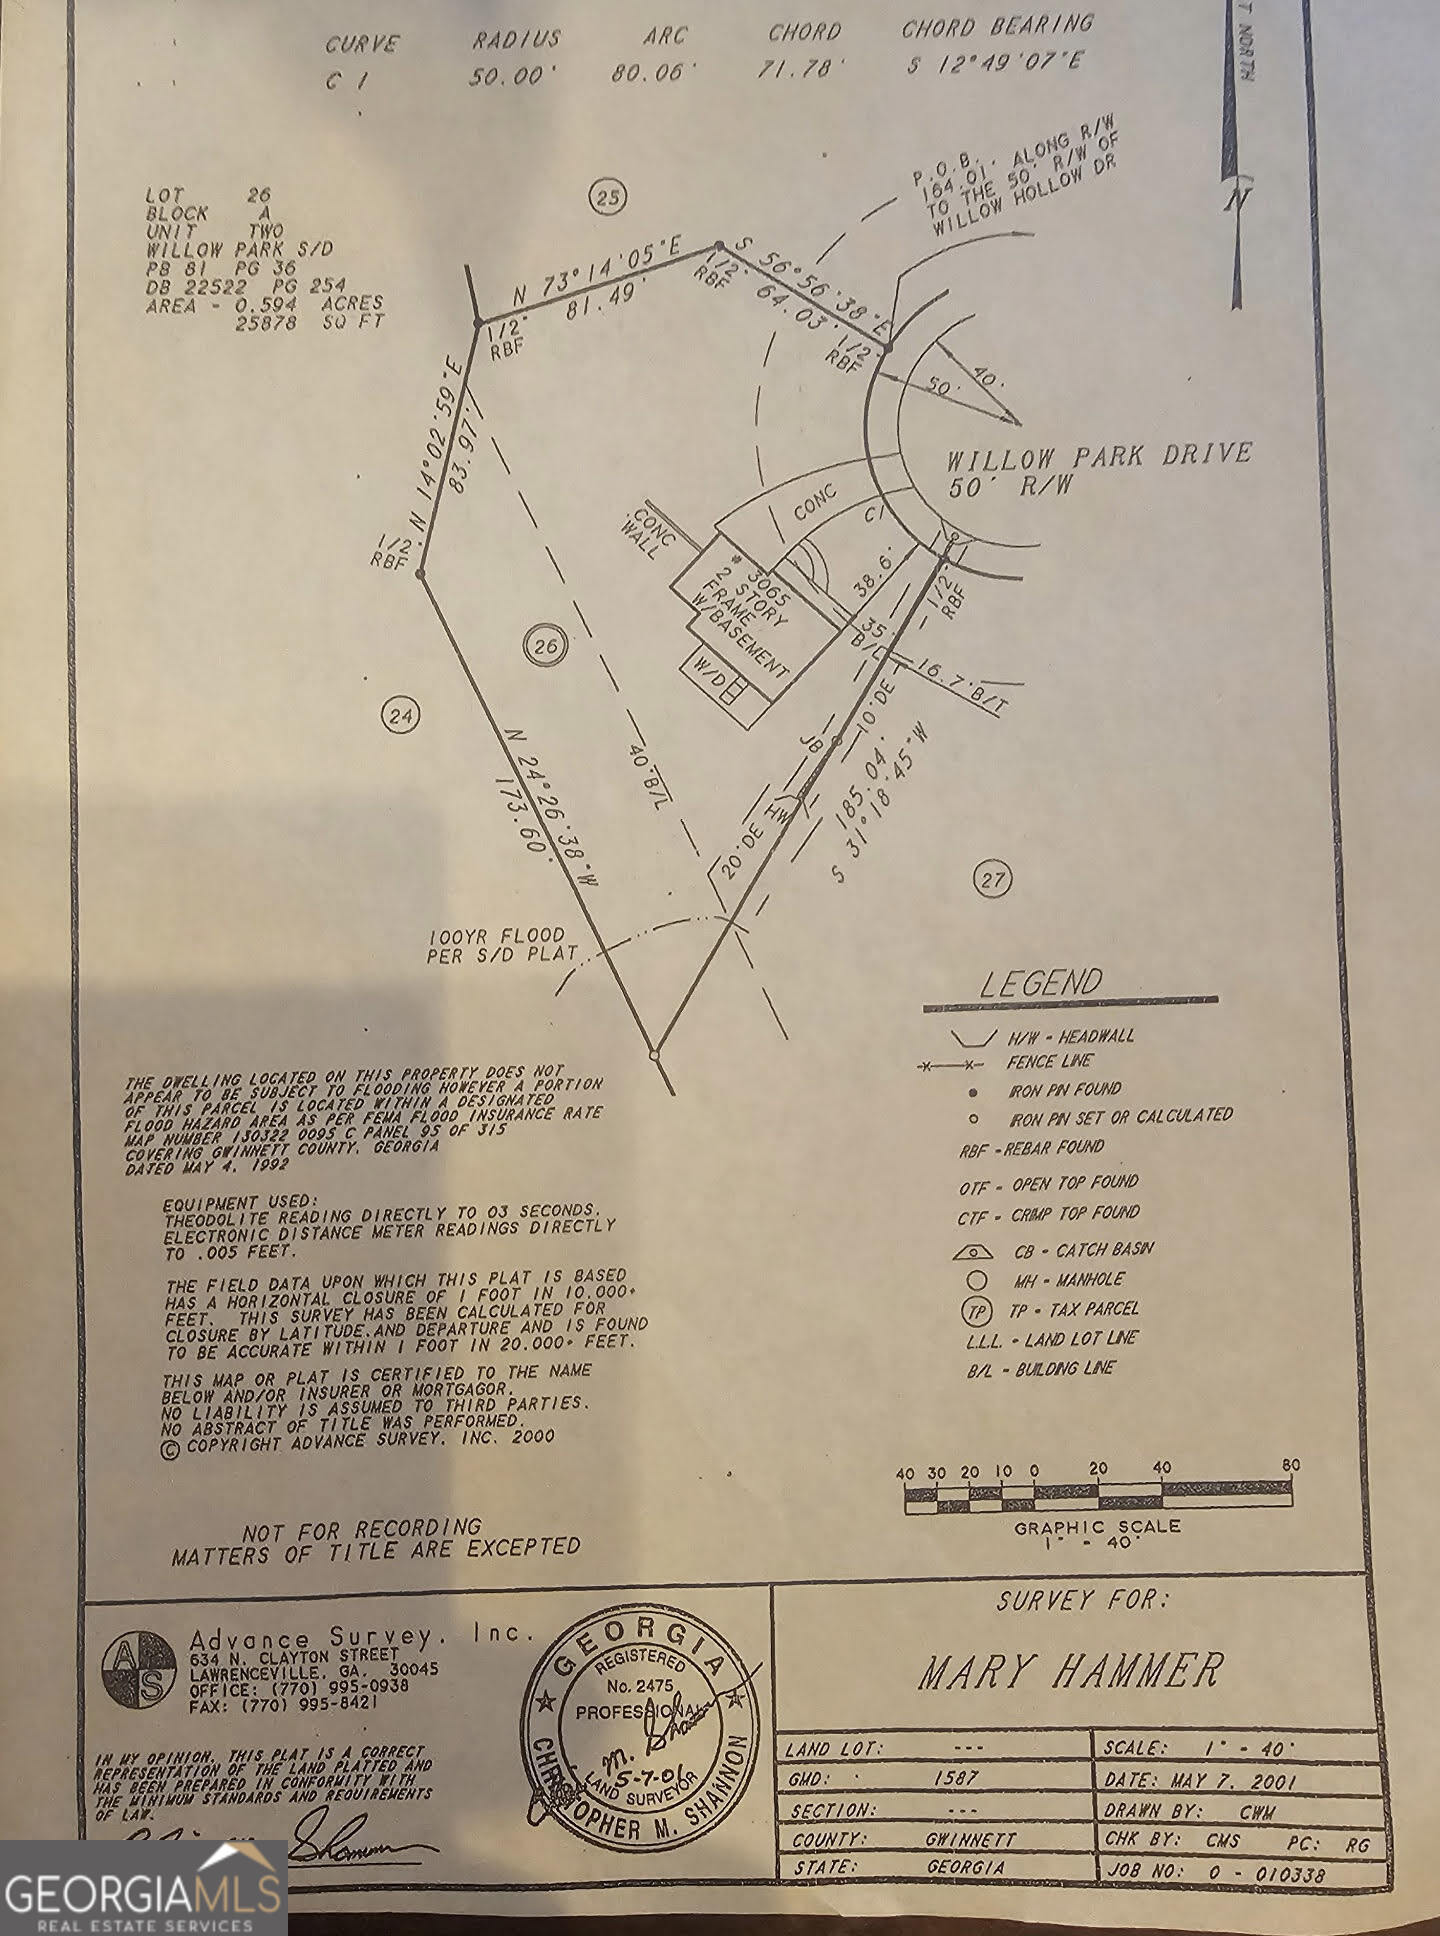 CURVE RADIUS ARC CHORD CHORD BEARING
C 1 50.00' 80.06' 71.78' S 12°49'07"E
T NORTH
N
P.O.B.
164.01' ALONG R/W
TO THE 50' R/W OF
WILLOW HOLLOW DR
LOT 26
BLOCK A
UNIT TWO
WILLOW PARK S/D
PB 81 PG 36
DB 22522 PG 254
AREA - 0.594 ACRES
25878 SQ FT
25
N 73°14'05"E
81.49'
1/2"
RBF
S 56°56'38"E
64.03'
1/2"
RBF
1/2"
RBF
N 14°02'59"E
83.97'
1/2"
RBF
40'
50'
WILLOW PARK DRIVE
50' R/W
CONC
C1
CONC
WALL
# 3065
2 STORY
FRAME
W/BASEMENT
W/D
38.6'
1/2"
RBF
35'
B/L
16.7'B/T
10'DE
JB
26
24
40'B/L
N 24°26'38"W
173.60'
185.04'
S 31°18'45"W
HW
20'DE
27
100YR FLOOD
PER S/D PLAT
LEGEND
H/W - HEADWALL
-x——x- FENCE LINE
IRON PIN FOUND
IRON PIN SET OR CALCULATED
RBF -REBAR FOUND
OTF - OPEN TOP FOUND
CTF - CRIMP TOP FOUND
CB - CATCH BASIN
MH - MANHOLE
TP TP - TAX PARCEL
L.L.L. - LAND LOT LINE
B/L - BUILDING LINE
THE DWELLING LOCATED ON THIS PROPERTY DOES NOT
APPEAR TO BE SUBJECT TO FLOODING HOWEVER A PORTION
OF THIS PARCEL IS LOCATED WITHIN A DESIGNATED
FLOOD HAZARD AREA AS PER FEMA FLOOD INSURANCE RATE
MAP NUMBER 130322 0095 C PANEL 95 OF 315
COVERING GWINNETT COUNTY, GEORGIA
DATED MAY 4, 1992
EQUIPMENT USED:
THEODOLITE READING DIRECTLY TO 03 SECONDS.
ELECTRONIC DISTANCE METER READINGS DIRECTLY
TO .005 FEET.
THE FIELD DATA UPON WHICH THIS PLAT IS BASED
HAS A HORIZONTAL CLOSURE OF 1 FOOT IN 10,000+
FEET. THIS SURVEY HAS BEEN CALCULATED FOR
CLOSURE BY LATITUDE.AND DEPARTURE AND IS FOUND
TO BE ACCURATE WITHIN 1 FOOT IN 20.000+ FEET.
THIS MAP OR PLAT IS CERTIFIED TO THE NAME
BELOW AND/OR INSURER OR MORTGAGOR.
NO LIABILITY IS ASSUMED TO THIRD PARTIES.
NO ABSTRACT OF TITLE WAS PERFORMED.
© COPYRIGHT ADVANCE SURVEY, INC. 2000
40 30 20 10 0 20 40 80
GRAPHIC SCALE
1" - 40'
NOT FOR RECORDING
MATTERS OF TITLE ARE EXCEPTED
AS
Advance Survey, Inc.
634 N. CLAYTON STREET
LAWRENCEVILLE, GA. 30045
OFFICE: (770) 995-0938
FAX: (770) 995-8421
IN MY OPINION, THIS PLAT IS A CORRECT
REPRESENTATION OF THE LAND PLATTED AND
HAS BEEN PREPARED IN CONFORMITY WITH
THE MINIMUM STANDARDS AND REQUIREMENTS
OF LAW.
GEORGIA
REGISTERED
No. 2475
PROFESSIONAL
M. Shannon
5-7-01
LAND SURVEYOR
CHRISTOPHER M. SHANNON
SURVEY FOR:
MARY HAMMER
LAND LOT: ---
SCALE: 1" - 40'
GMD: 1587
DATE: MAY 7, 2001
SECTION: ---
DRAWN BY: CWM
COUNTY: GWINNETT
CHK BY: CMS PC: RG
STATE: GEORGIA
JOB NO: 0 - 010338
GEORGIAMLS
REAL ESTATE SERVICES